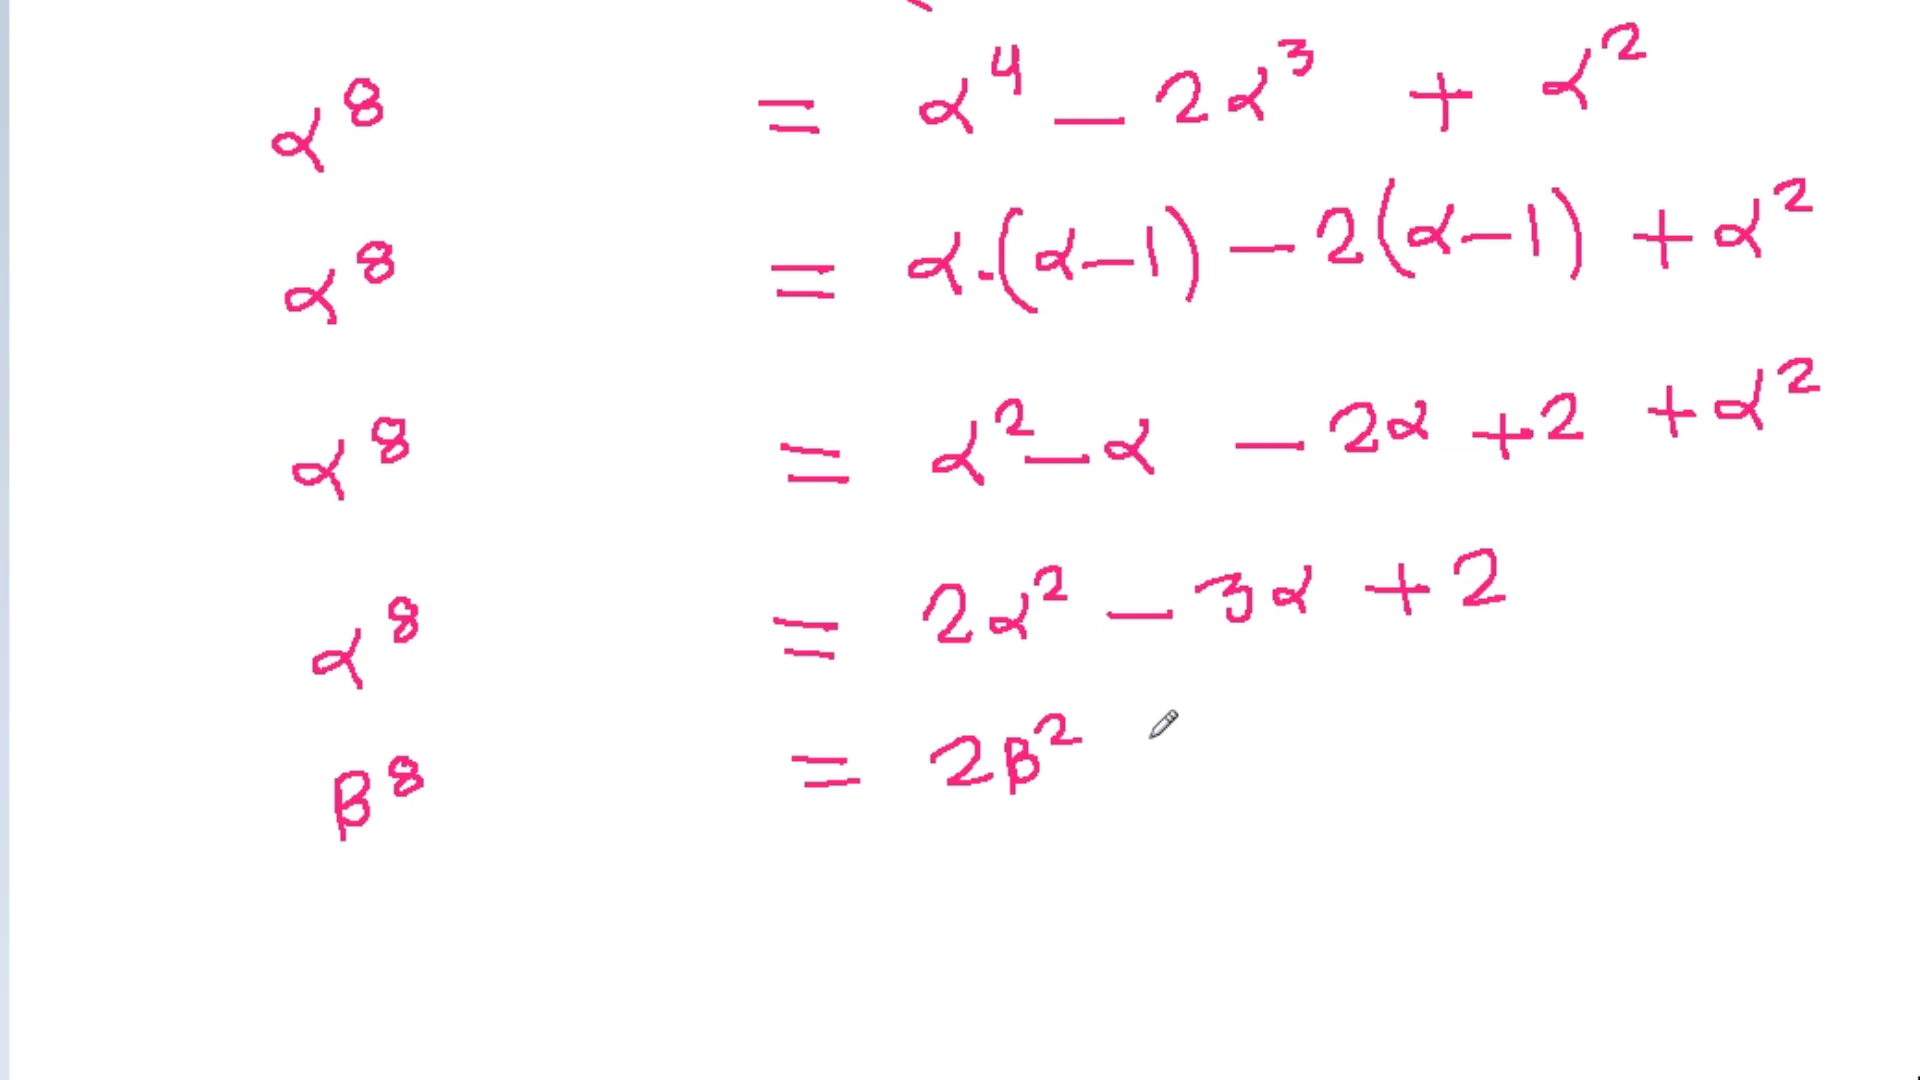 α⁸ = α⁴ − 2α³ + α²
α⁸ = α.(α−1) − 2(α−1) + α²
α⁸ = α² − α − 2α + 2 + α²
α⁸ = 2α² − 3α + 2
β⁸ = 2β²